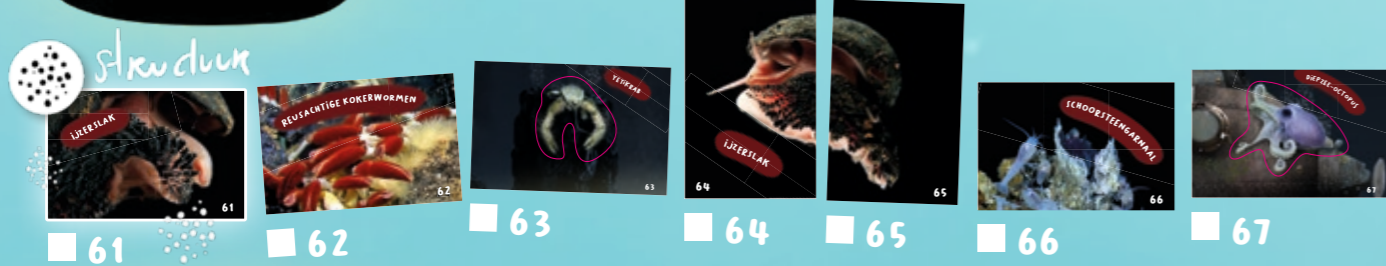 struduur
IJZERSLAK
61
REUSACHTIGE KOKERWORMEN
62
YETIKRAB
63
IJZERSLAK
64
65
SCHOORSTEENGARNAAL
66
DIEPZEE-OCTOPUS
67
61
62
63
64
65
66
67